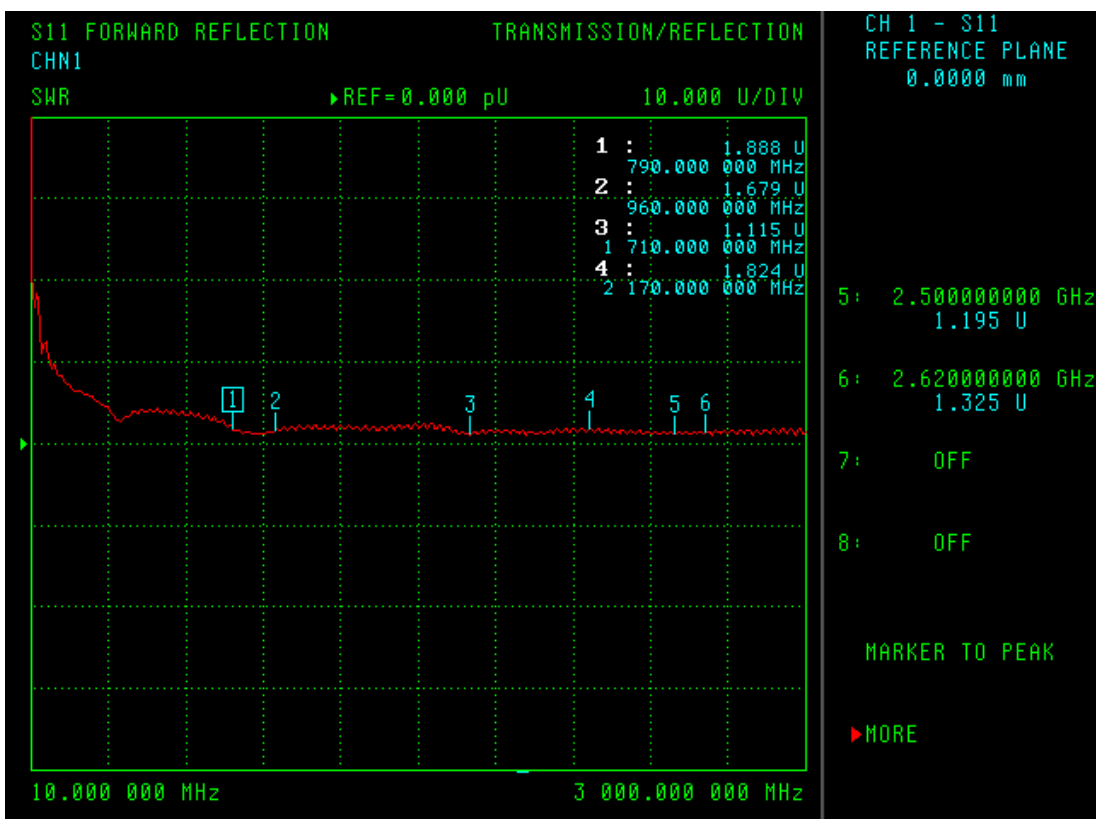 S11 FORWARD REFLECTION TRANSMISSION/REFLECTION
CHN1
SWR ▶REF=0.000 pU 10.000 U/DIV
1 : 1.888 U
790.000 000 MHz
2 : 1.679 U
960.000 000 MHz
3 : 1.115 U
1 710.000 000 MHz
4 : 1.824 U
2 170.000 000 MHz
1 2 3 4 5 6
10.000 000 MHz 3 000.000 000 MHz
CH 1 - S11
REFERENCE PLANE
0.0000 mm
5: 2.500000000 GHz
1.195 U
6: 2.620000000 GHz
1.325 U
7: OFF
8: OFF
MARKER TO PEAK
▶MORE